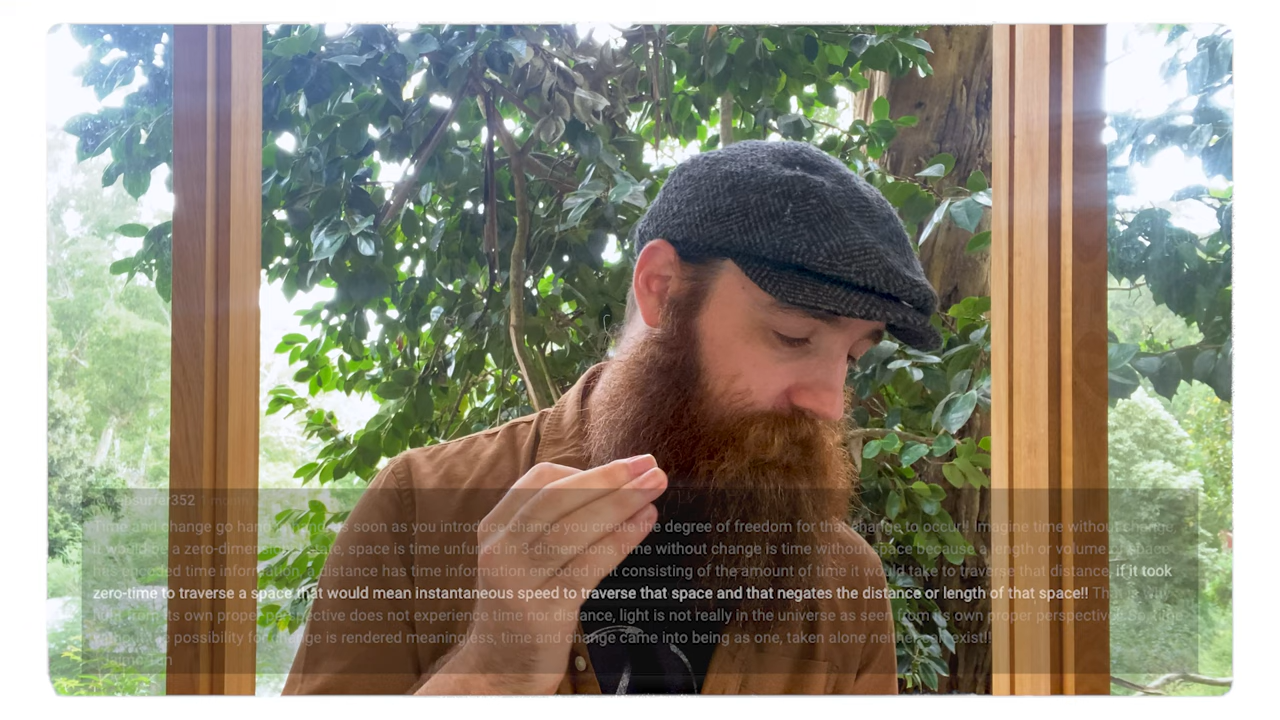 surfer352 1 month
Time and change go hand in hand as soon as you introduce change you create the degree of freedom for that change to occur!! Imagine time without change
it would be a zero-dimensional state, space is time unfurled in 3-dimensions, time without change is time without space because a length or volume of space
has encoded time information, a distance has time information encoded in it consisting of the amount of time it would take to traverse that distance, if it took
zero-time to traverse a space that would mean instantaneous speed to traverse that space and that negates the distance or length of that space!! That is why
light from its own proper perspective does not experience time nor distance, light is not really in the universe as seen from its own proper perspective.
possibility for change is rendered meaningless, time and change came into being as one, taken alone neither can exist!!